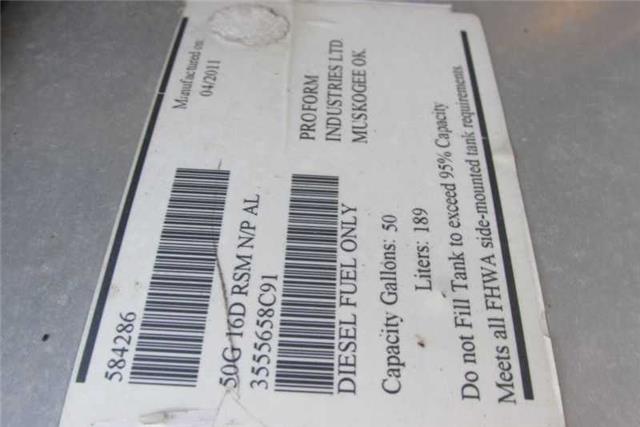 Manufactured on:
04/2011
584286
50G 16D RSM N/P AL
3555658C91
PROFORM
INDUSTRIES LTD.
MUSKOGEE OK
DIESEL FUEL ONLY
Capacity Gallons: 50
Liters: 189
Do not Fill Tank to exceed 95% Capacity
Meets all FHWA side-mounted tank requirements.